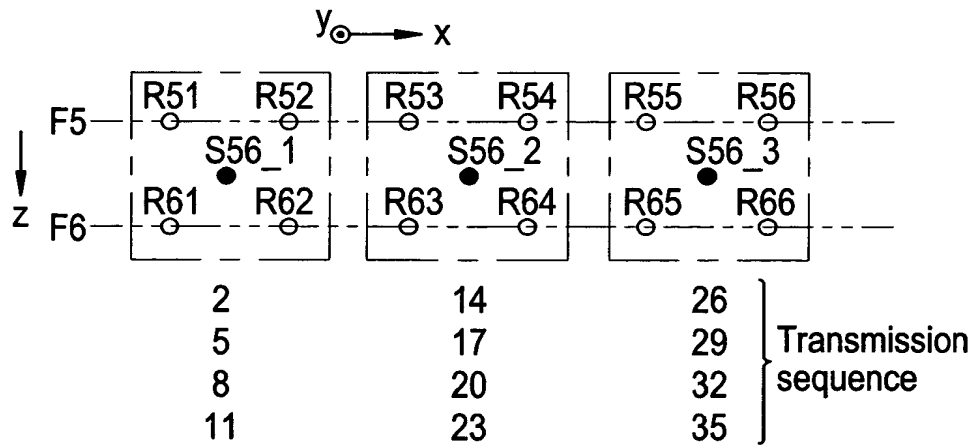 y x
R51 R52 R53 R54 R55 R56
F5
S56_1 S56_2 S56_3
z
R61 R62 R63 R64 R65 R66
F6
2 14 26
5 17 29
8 20 32
11 23 35
Transmission
sequence